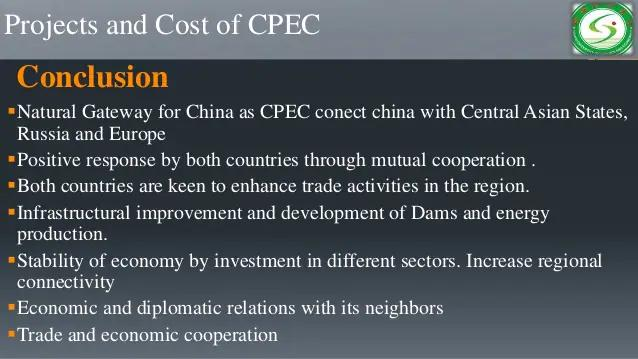 Projects and Cost of CPEC
Conclusion
▪Natural Gateway for China as CPEC conect china with Central Asian States,
Russia and Europe
▪Positive response by both countries through mutual cooperation .
▪Both countries are keen to enhance trade activities in the region.
▪Infrastructural improvement and development of Dams and energy
production.
▪Stability of economy by investment in different sectors. Increase regional
connectivity
▪Economic and diplomatic relations with its neighbors
▪Trade and economic cooperation